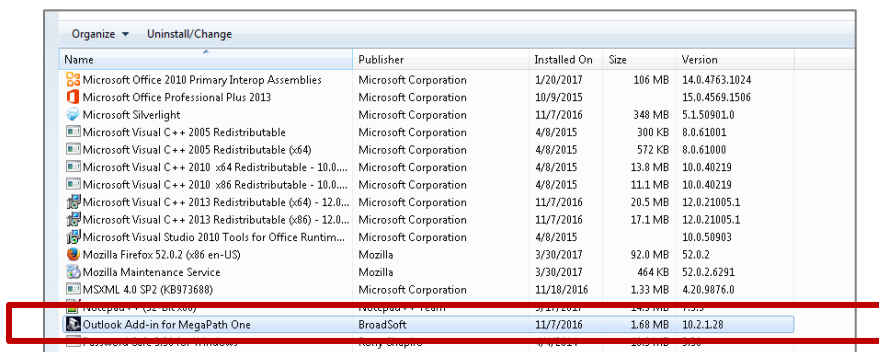 Organize Uninstall/Change
Name Publisher Installed On Size Version
Microsoft Office 2010 Primary Interop Assemblies Microsoft Corporation 1/20/2017 106 MB 14.0.4763.1024
Microsoft Office Professional Plus 2013 Microsoft Corporation 10/9/2015 15.0.4569.1506
Microsoft Silverlight Microsoft Corporation 11/7/2016 348 MB 5.1.50901.0
Microsoft Visual C++ 2005 Redistributable Microsoft Corporation 4/8/2015 300 KB 8.0.61001
Microsoft Visual C++ 2005 Redistributable (x64) Microsoft Corporation 4/8/2015 572 KB 8.0.61000
Microsoft Visual C++ 2010 x64 Redistributable - 10.0.... Microsoft Corporation 4/8/2015 13.8 MB 10.0.40219
Microsoft Visual C++ 2010 x86 Redistributable - 10.0.... Microsoft Corporation 4/8/2015 11.1 MB 10.0.40219
Microsoft Visual C++ 2013 Redistributable (x64) - 12.0... Microsoft Corporation 11/7/2016 20.5 MB 12.0.21005.1
Microsoft Visual C++ 2013 Redistributable (x86) - 12.0... Microsoft Corporation 11/7/2016 17.1 MB 12.0.21005.1
Microsoft Visual Studio 2010 Tools for Office Runtim... Microsoft Corporation 4/8/2015 10.0.50903
Mozilla Firefox 52.0.2 (x86 en-US) Mozilla 3/30/2017 92.0 MB 52.0.2
Mozilla Maintenance Service Mozilla 3/30/2017 464 KB 52.0.2.6291
MSXML 4.0 SP2 (KB973688) Microsoft Corporation 11/18/2016 1.33 MB 4.20.9876.0
Notepad++ (32-bit x86) Notepad++ Team
Outlook Add-in for MegaPath One BroadSoft 11/7/2016 1.68 MB 10.2.1.28